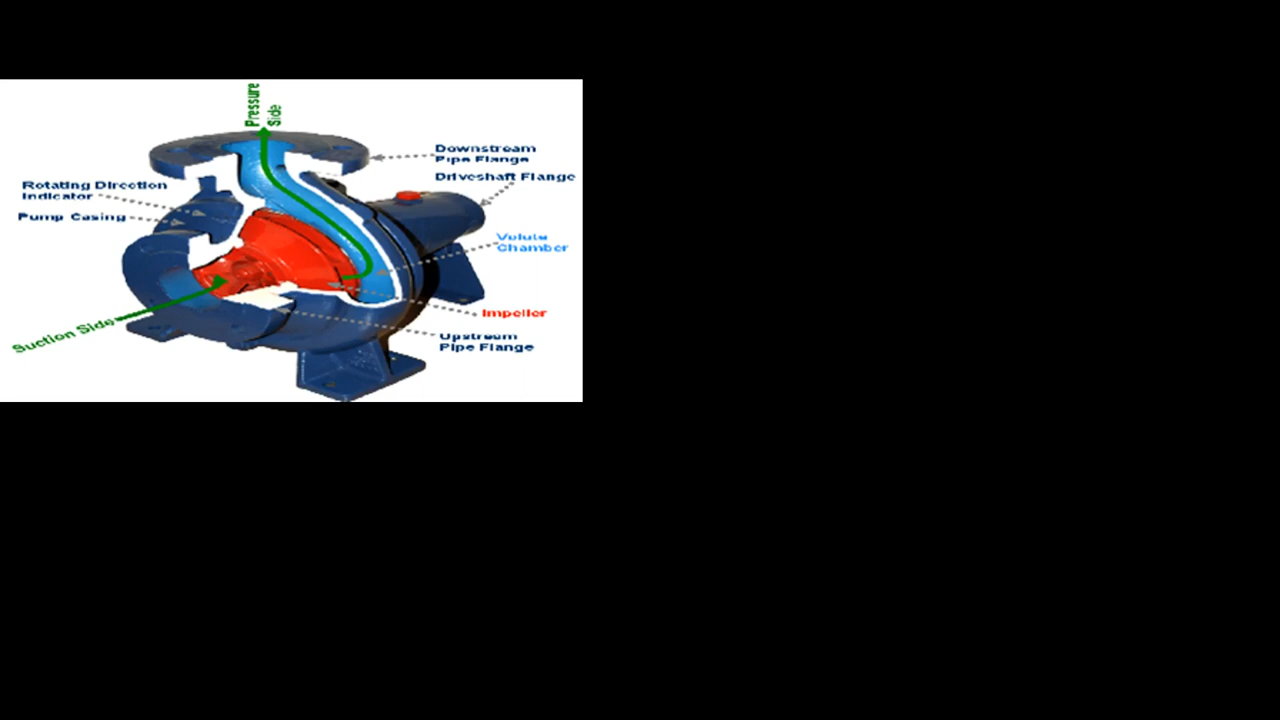 Pressure
Side
Downstream
Pipe Flange
Driveshaft Flange
Rotating Direction
Indicator
Pump Casing
Volute
Chamber
Impeller
Suction Side
Upstream
Pipe Flange